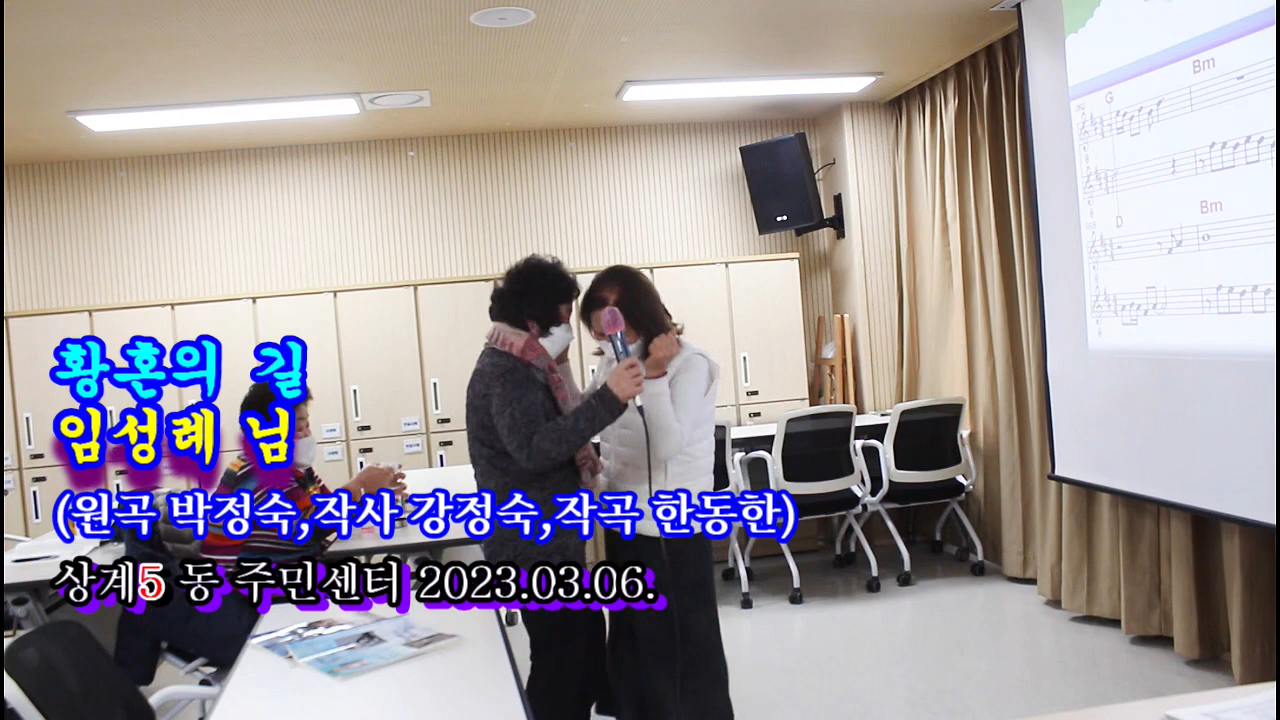 Bm
G
D
Bm
황혼의 길
임성례 님
(원곡 박정숙,작사 강정숙,작곡 한동한)
상계5 동 주민센터 2023.03.06.